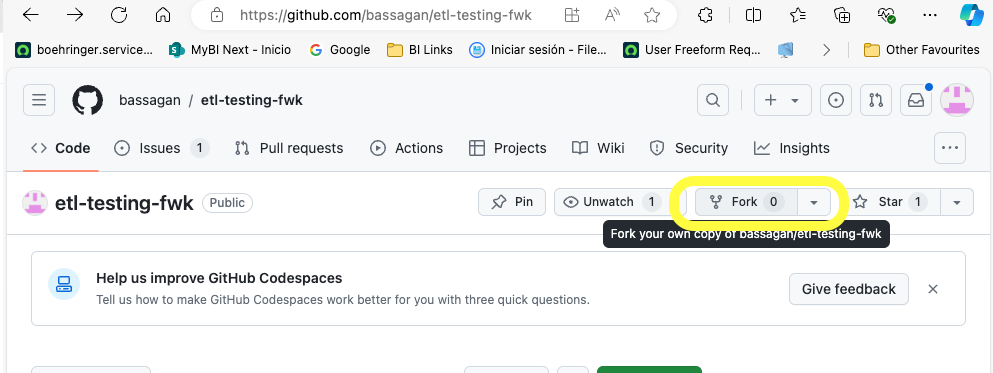 https://github.com/bassagan/etl-testing-fwk
boehringer.service... MyBI Next - Inicio Google BI Links Iniciar sesión - File... User Freeform Req... Other Favourites
bassagan / etl-testing-fwk
Code Issues 1 Pull requests Actions Projects Wiki Security Insights
etl-testing-fwk Public Pin Unwatch 1 Fork 0 Star 1
Fork your own copy of bassagan/etl-testing-fwk
Help us improve GitHub Codespaces
Tell us how to make GitHub Codespaces work better for you with three quick questions.
Give feedback